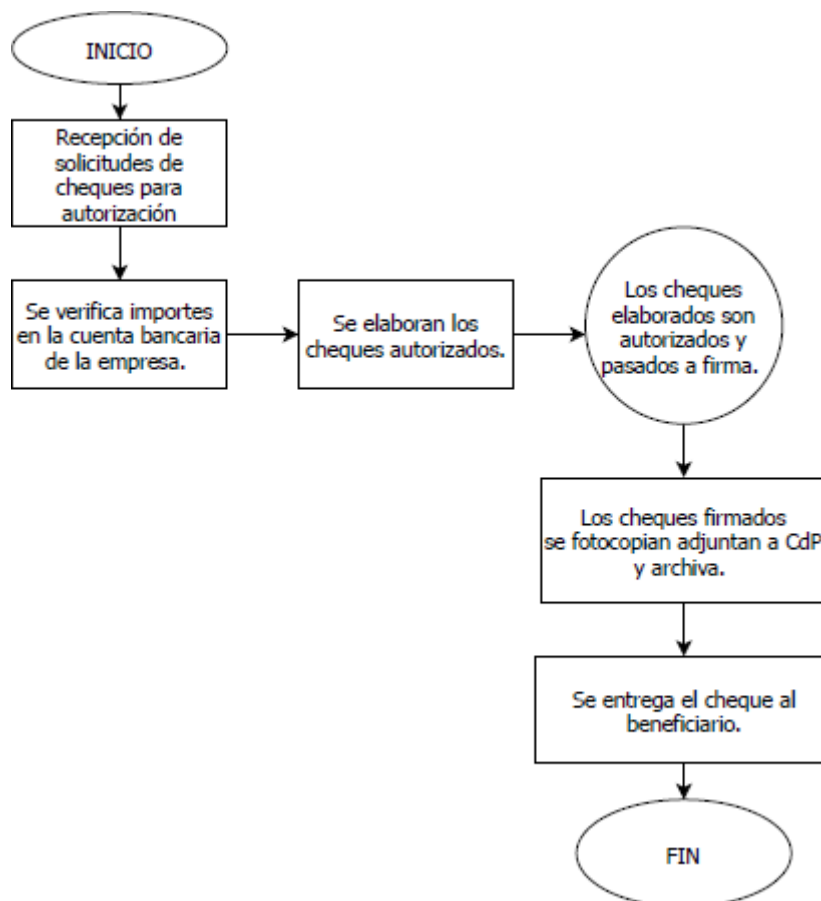 INICIO
Recepción de
solicitudes de
cheques para
autorización
Se verifica importes
en la cuenta bancaria
de la empresa.
Se elaboran los
cheques autorizados.
Los cheques
elaborados son
autorizados y
pasados a firma.
Los cheques firmados
se fotocopian adjuntan a CdP
y archiva.
Se entrega el cheque al
beneficiario.
FIN